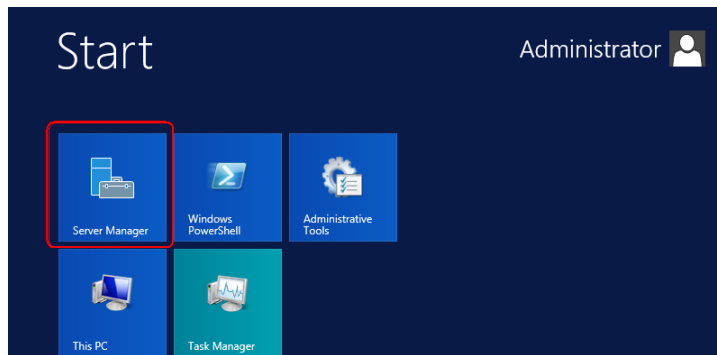 Start
Administrator
Server Manager
Windows
PowerShell
Administrative
Tools
This PC
Task Manager